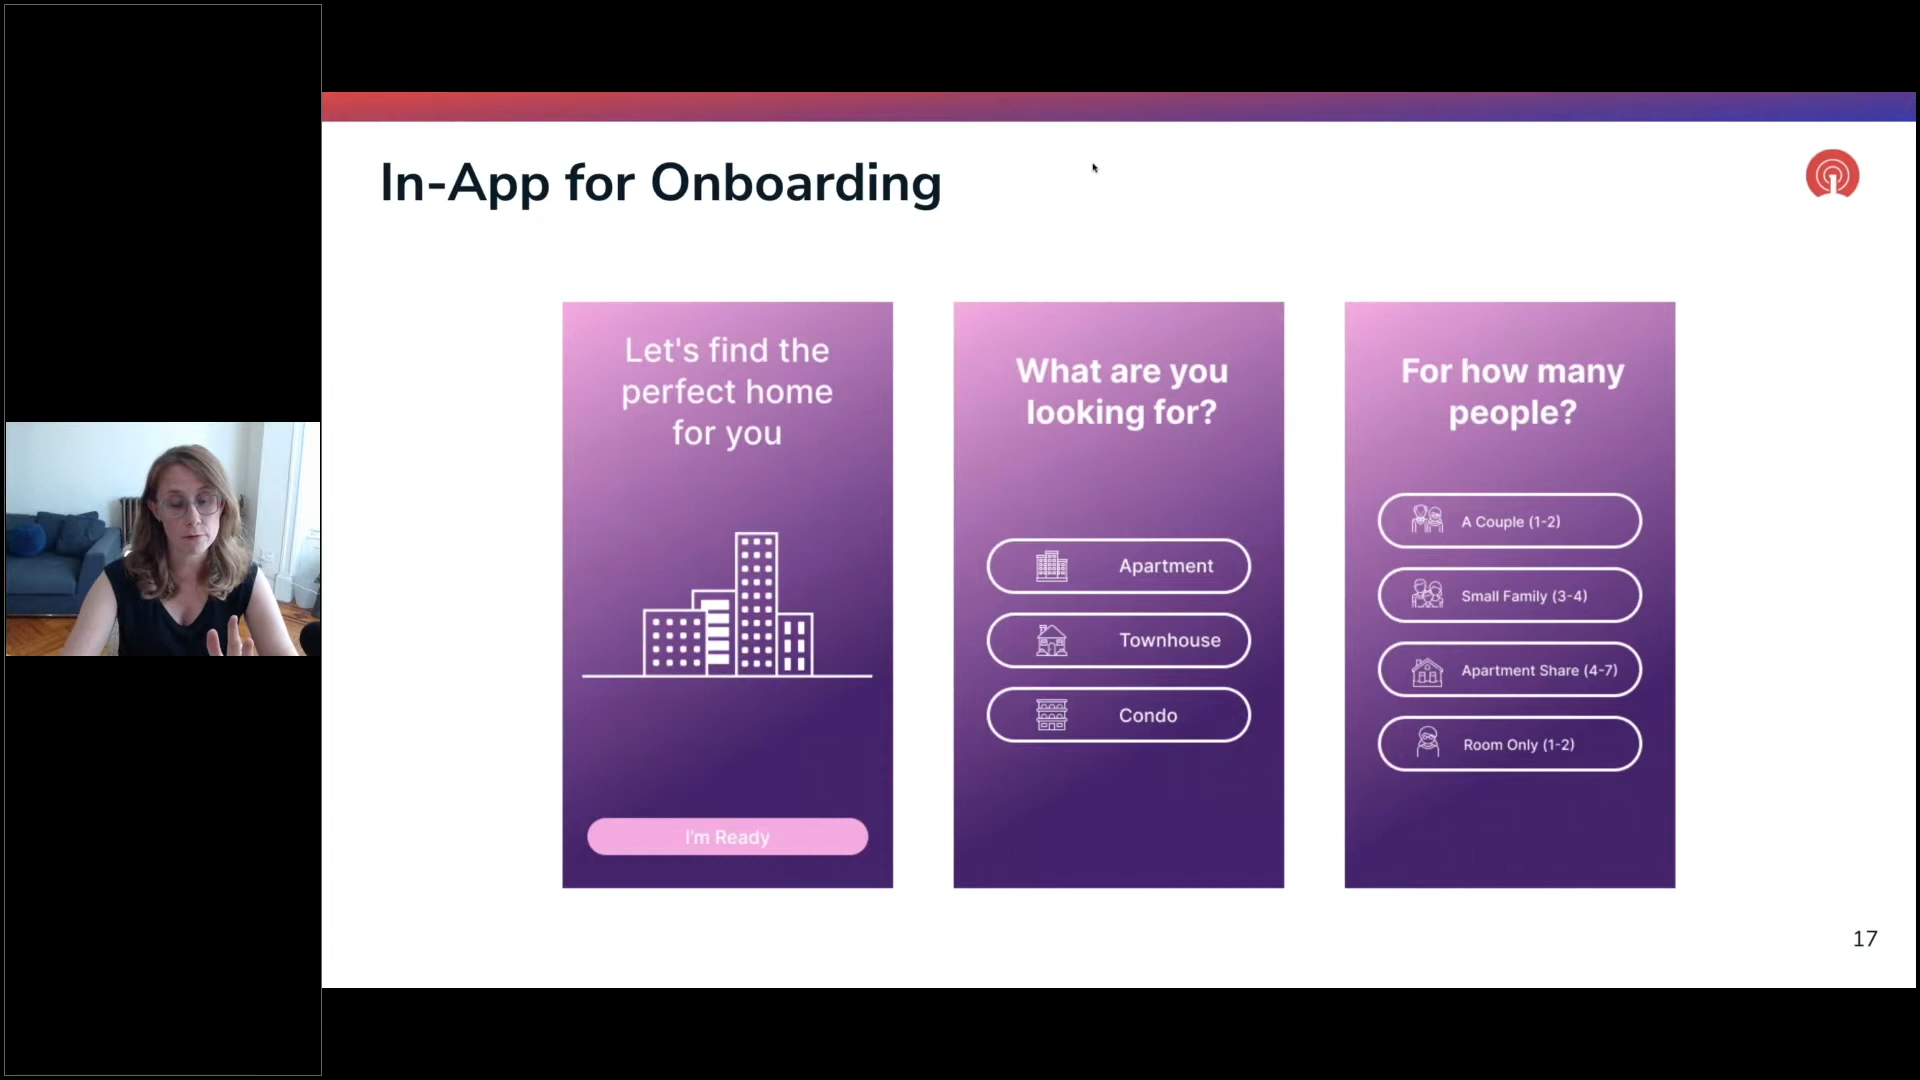 In-App for Onboarding
Let's find the
perfect home
for you
I'm Ready
What are you
looking for?
Apartment
Townhouse
Condo
For how many
people?
A Couple (1-2)
Small Family (3-4)
Apartment Share (4-7)
Room Only (1-2)
17